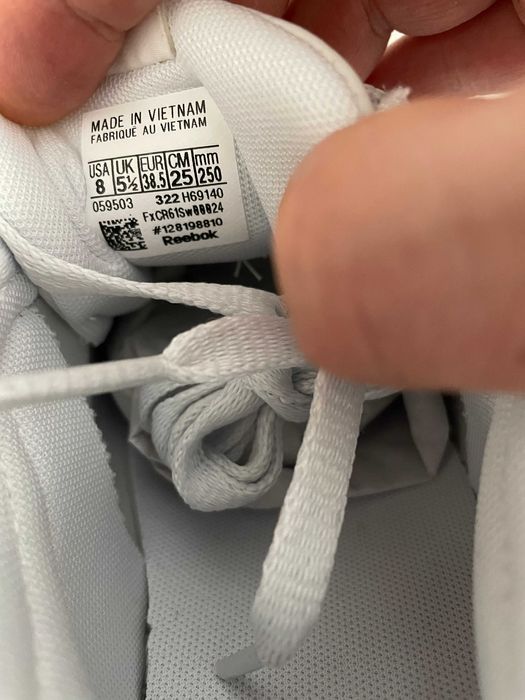 MADE IN VIETNAM
FABRIQUÉ AU VIETNAM
USA UK EUR CM mm
8 5½ 38.5 25 250
059503 322 H69140
FxCR61Sw00024
#128198810
Reebok